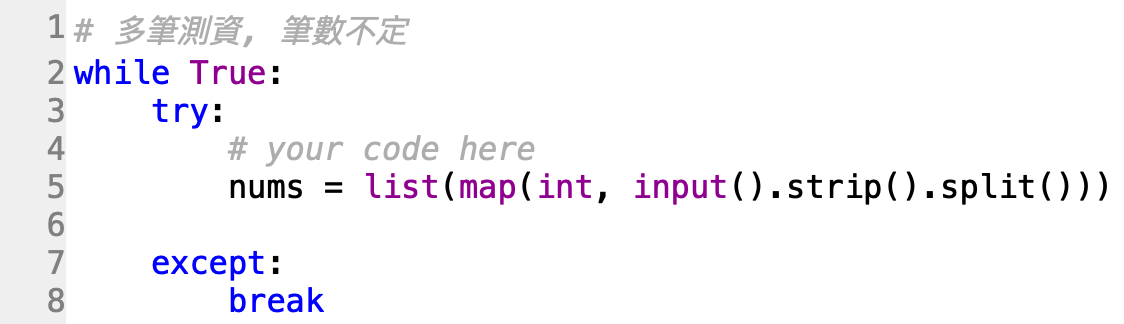 1 # 多筆測資, 筆數不定
2 while True:
3     try:
4         # your code here
5         nums = list(map(int, input().strip().split()))
6
7     except:
8         break